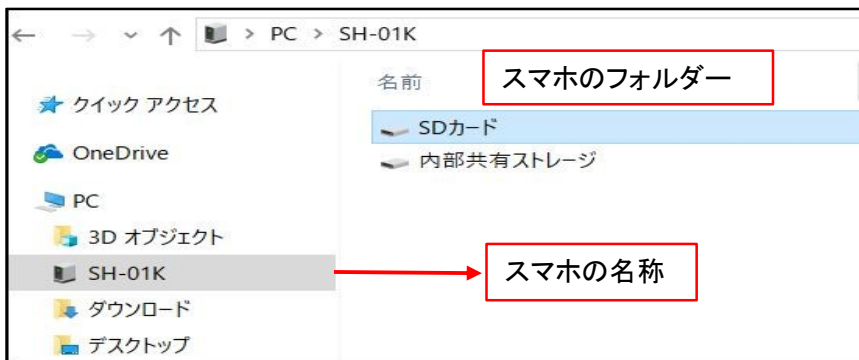 PC > SH-01K
名前
スマホのフォルダー
クイック アクセス
SDカード
OneDrive
内部共有ストレージ
PC
3D オブジェクト
SH-01K
スマホの名称
ダウンロード
デスクトップ